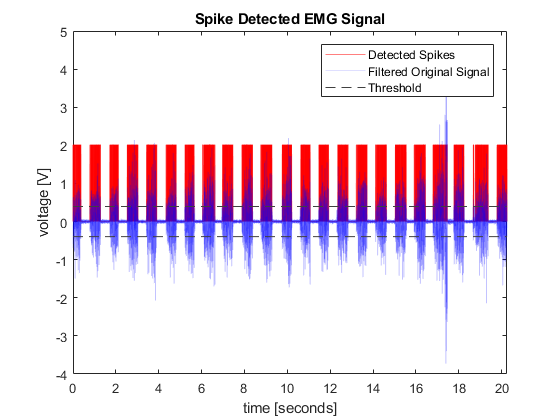 Spike Detected EMG Signal
Detected Spikes
Filtered Original Signal
Threshold
voltage [V]
5
4
3
2
1
0
-1
-2
-3
-4
0 2 4 6 8 10 12 14 16 18 20
time [seconds]